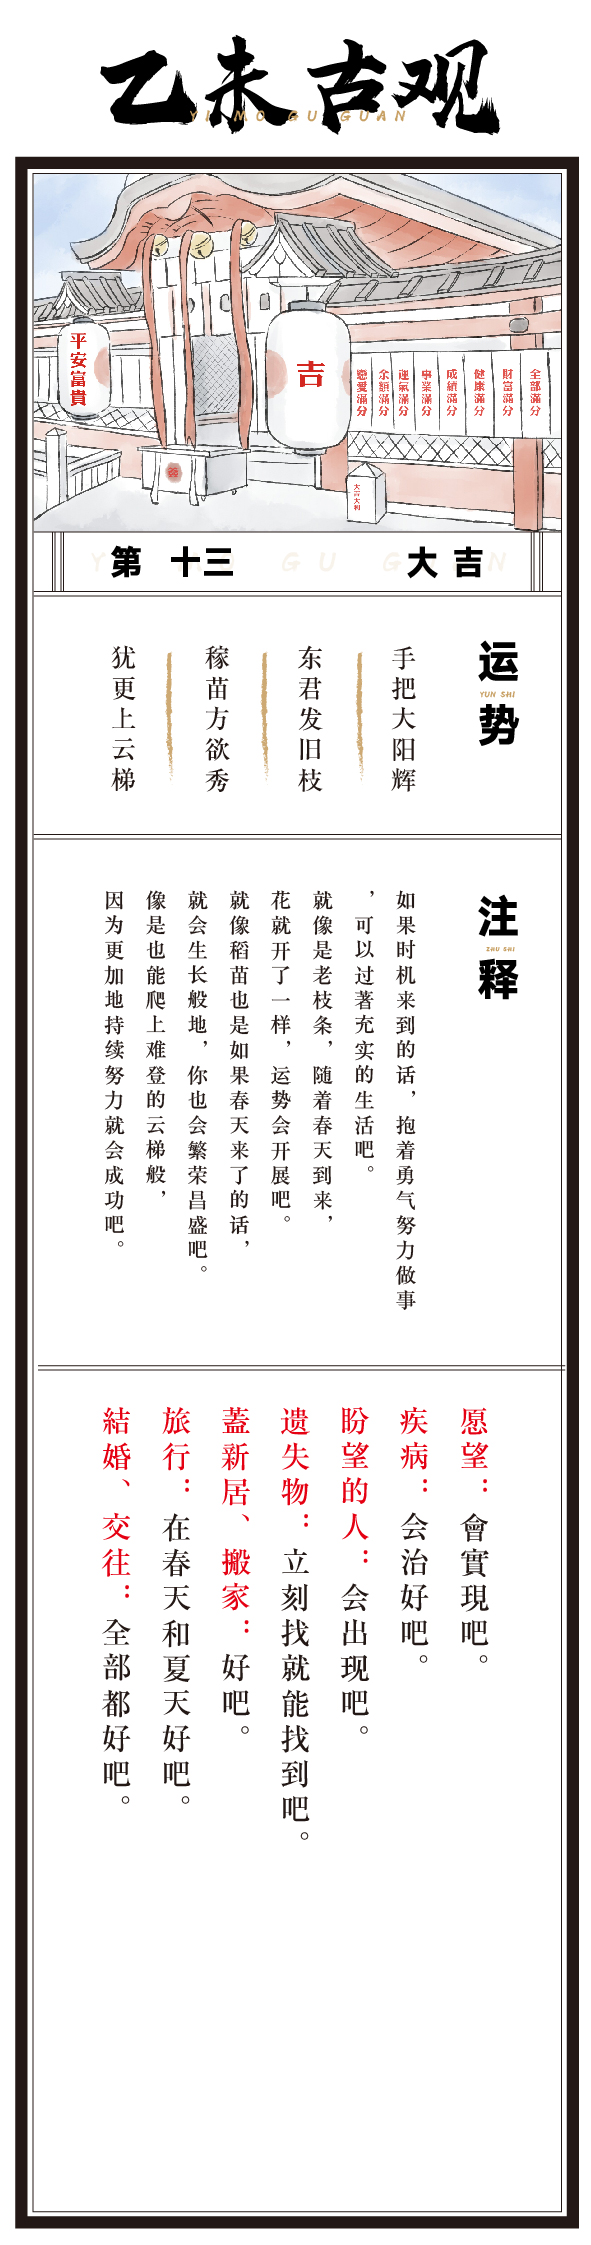 乙未古观
YI MO GU GUAN
平安富貴
吉
戀愛滿分
余額滿分
運氣滿分
事業滿分
成績滿分
健康滿分
財富滿分
全部滿分
大吉大利
第 十三 大吉
运势
YUN SHI
手把大阳辉
东君发旧枝
稼苗方欲秀
犹更上云梯
注释
ZHU SHI
如果时机来到的话，抱着勇气努力做事
，可以过著充实的生活吧。
就像是老枝条，随着春天到来，
花就开了一样，运势会开展吧。
就像稻苗也是如果春天来了的话，
就会生长般地，你也会繁荣昌盛吧。
像是也能爬上难登的云梯般，
因为更加地持续努力就会成功吧。
愿望：會實現吧。
疾病：会治好吧。
盼望的人：会出现吧。
遗失物：立刻找就能找到吧。
蓋新居、搬家：好吧。
旅行：在春天和夏天好吧。
結婚、交往：全部都好吧。